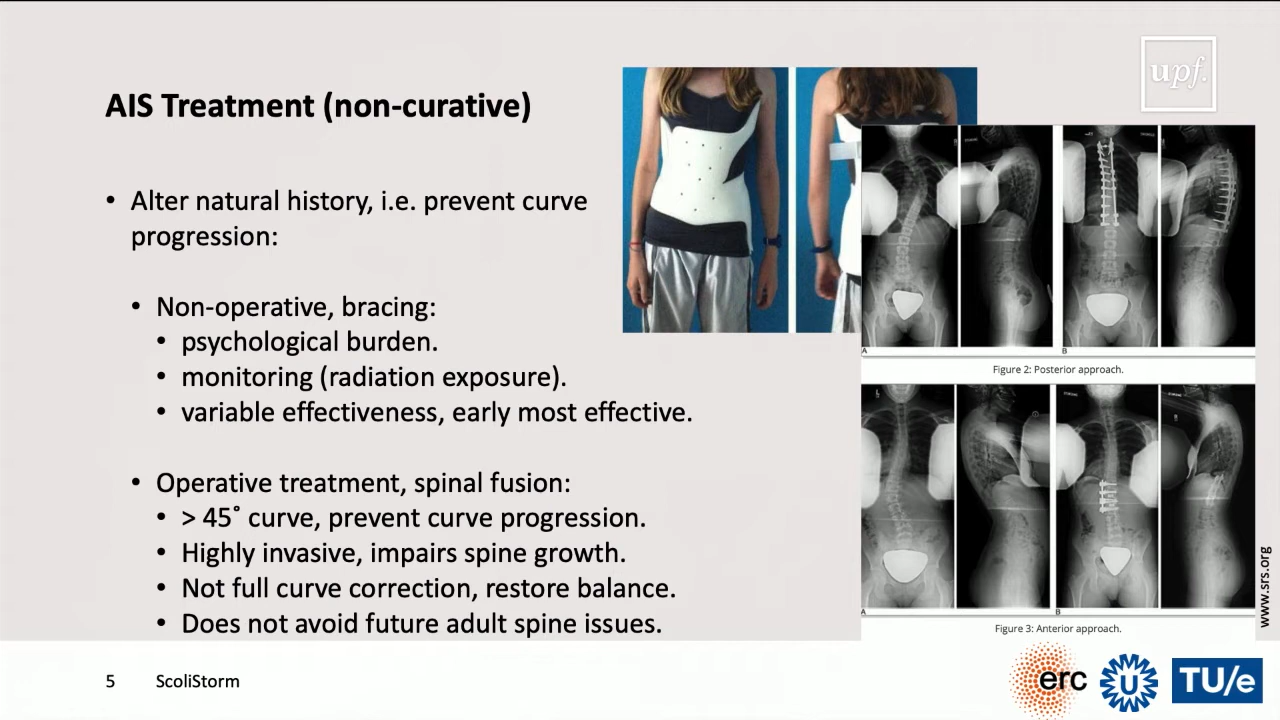 upf.
AIS Treatment (non-curative)
• Alter natural history, i.e. prevent curve
progression:
• Non-operative, bracing:
• psychological burden.
• monitoring (radiation exposure).
• variable effectiveness, early most effective.
• Operative treatment, spinal fusion:
• > 45˚ curve, prevent curve progression.
• Highly invasive, impairs spine growth.
• Not full curve correction, restore balance.
• Does not avoid future adult spine issues.
A
B
Figure 2: Posterior approach.
A
B
Figure 3: Anterior approach.
www.srs.org
5 ScoliStorm
erc
U
TU/e